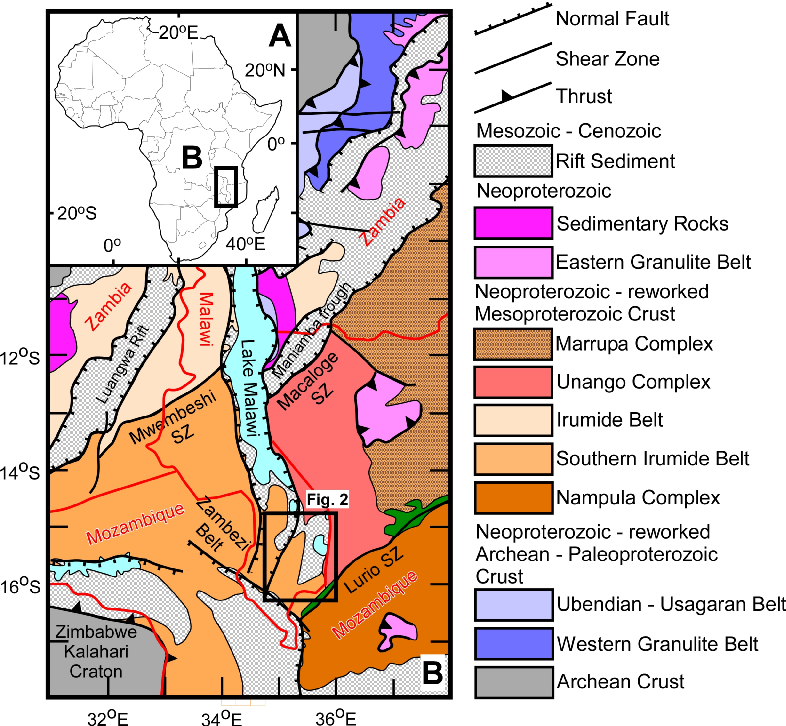 A
20°E
20°N
0°
B
20°S
0°
40°E
Zambia
Zambia
Malawi
Luangwa Rift
Lake Malawi
Maniamba trough
Macaloge
SZ
Mwembeshi
SZ
Mozambique
Zambezi
Belt
Fig. 2
Lurio SZ
Mozambique
Zimbabwe
Kalahari
Craton
B
12°S
14°S
16°S
32°E
34°E
36°E
Normal Fault
Shear Zone
Thrust
Mesozoic - Cenozoic
Rift Sediment
Neoproterozoic
Sedimentary Rocks
Eastern Granulite Belt
Neoproterozoic - reworked
Mesoproterozoic Crust
Marrupa Complex
Unango Complex
Irumide Belt
Southern Irumide Belt
Nampula Complex
Neoproterozoic - reworked
Archean - Paleoproterozoic
Crust
Ubendian - Usagaran Belt
Western Granulite Belt
Archean Crust